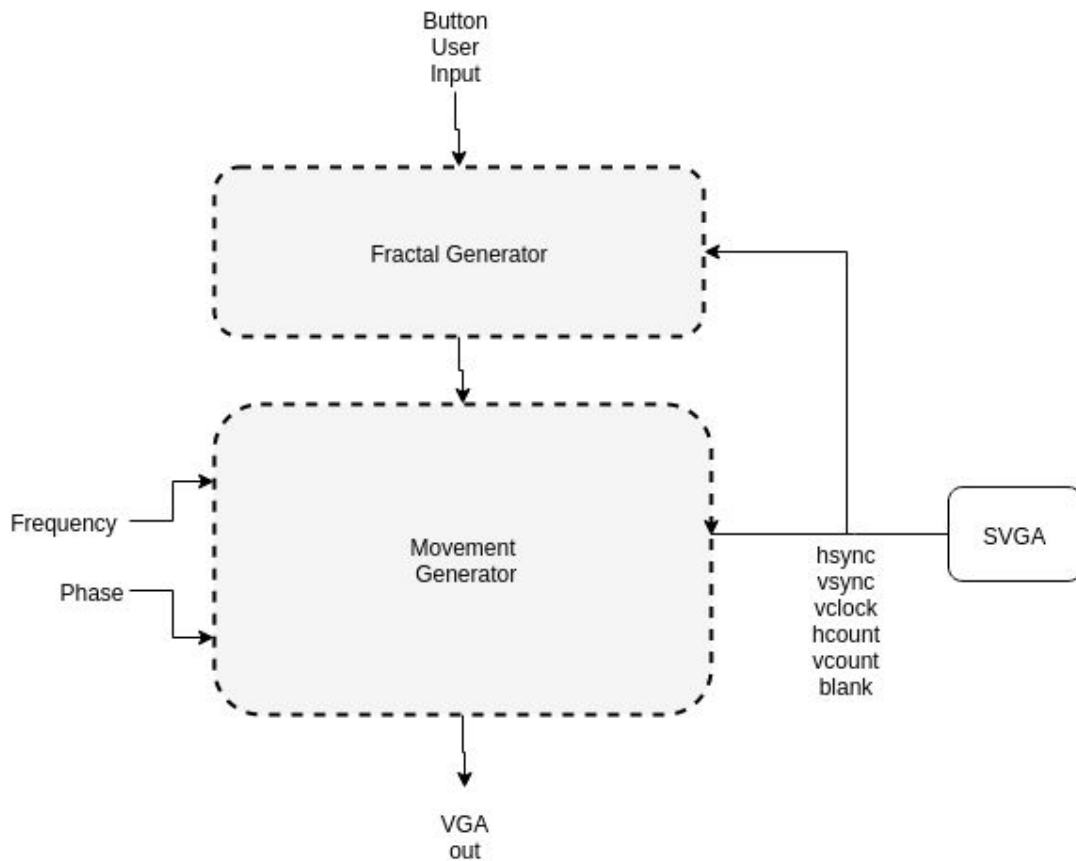 Button
User
Input
Fractal Generator
Frequency
Phase
Movement
Generator
SVGA
hsync
vsync
vclock
hcount
vcount
blank
VGA
out